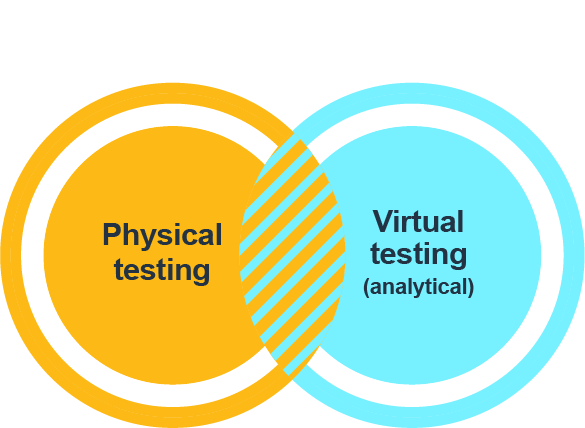 Physical
testing
Virtual
testing
(analytical)